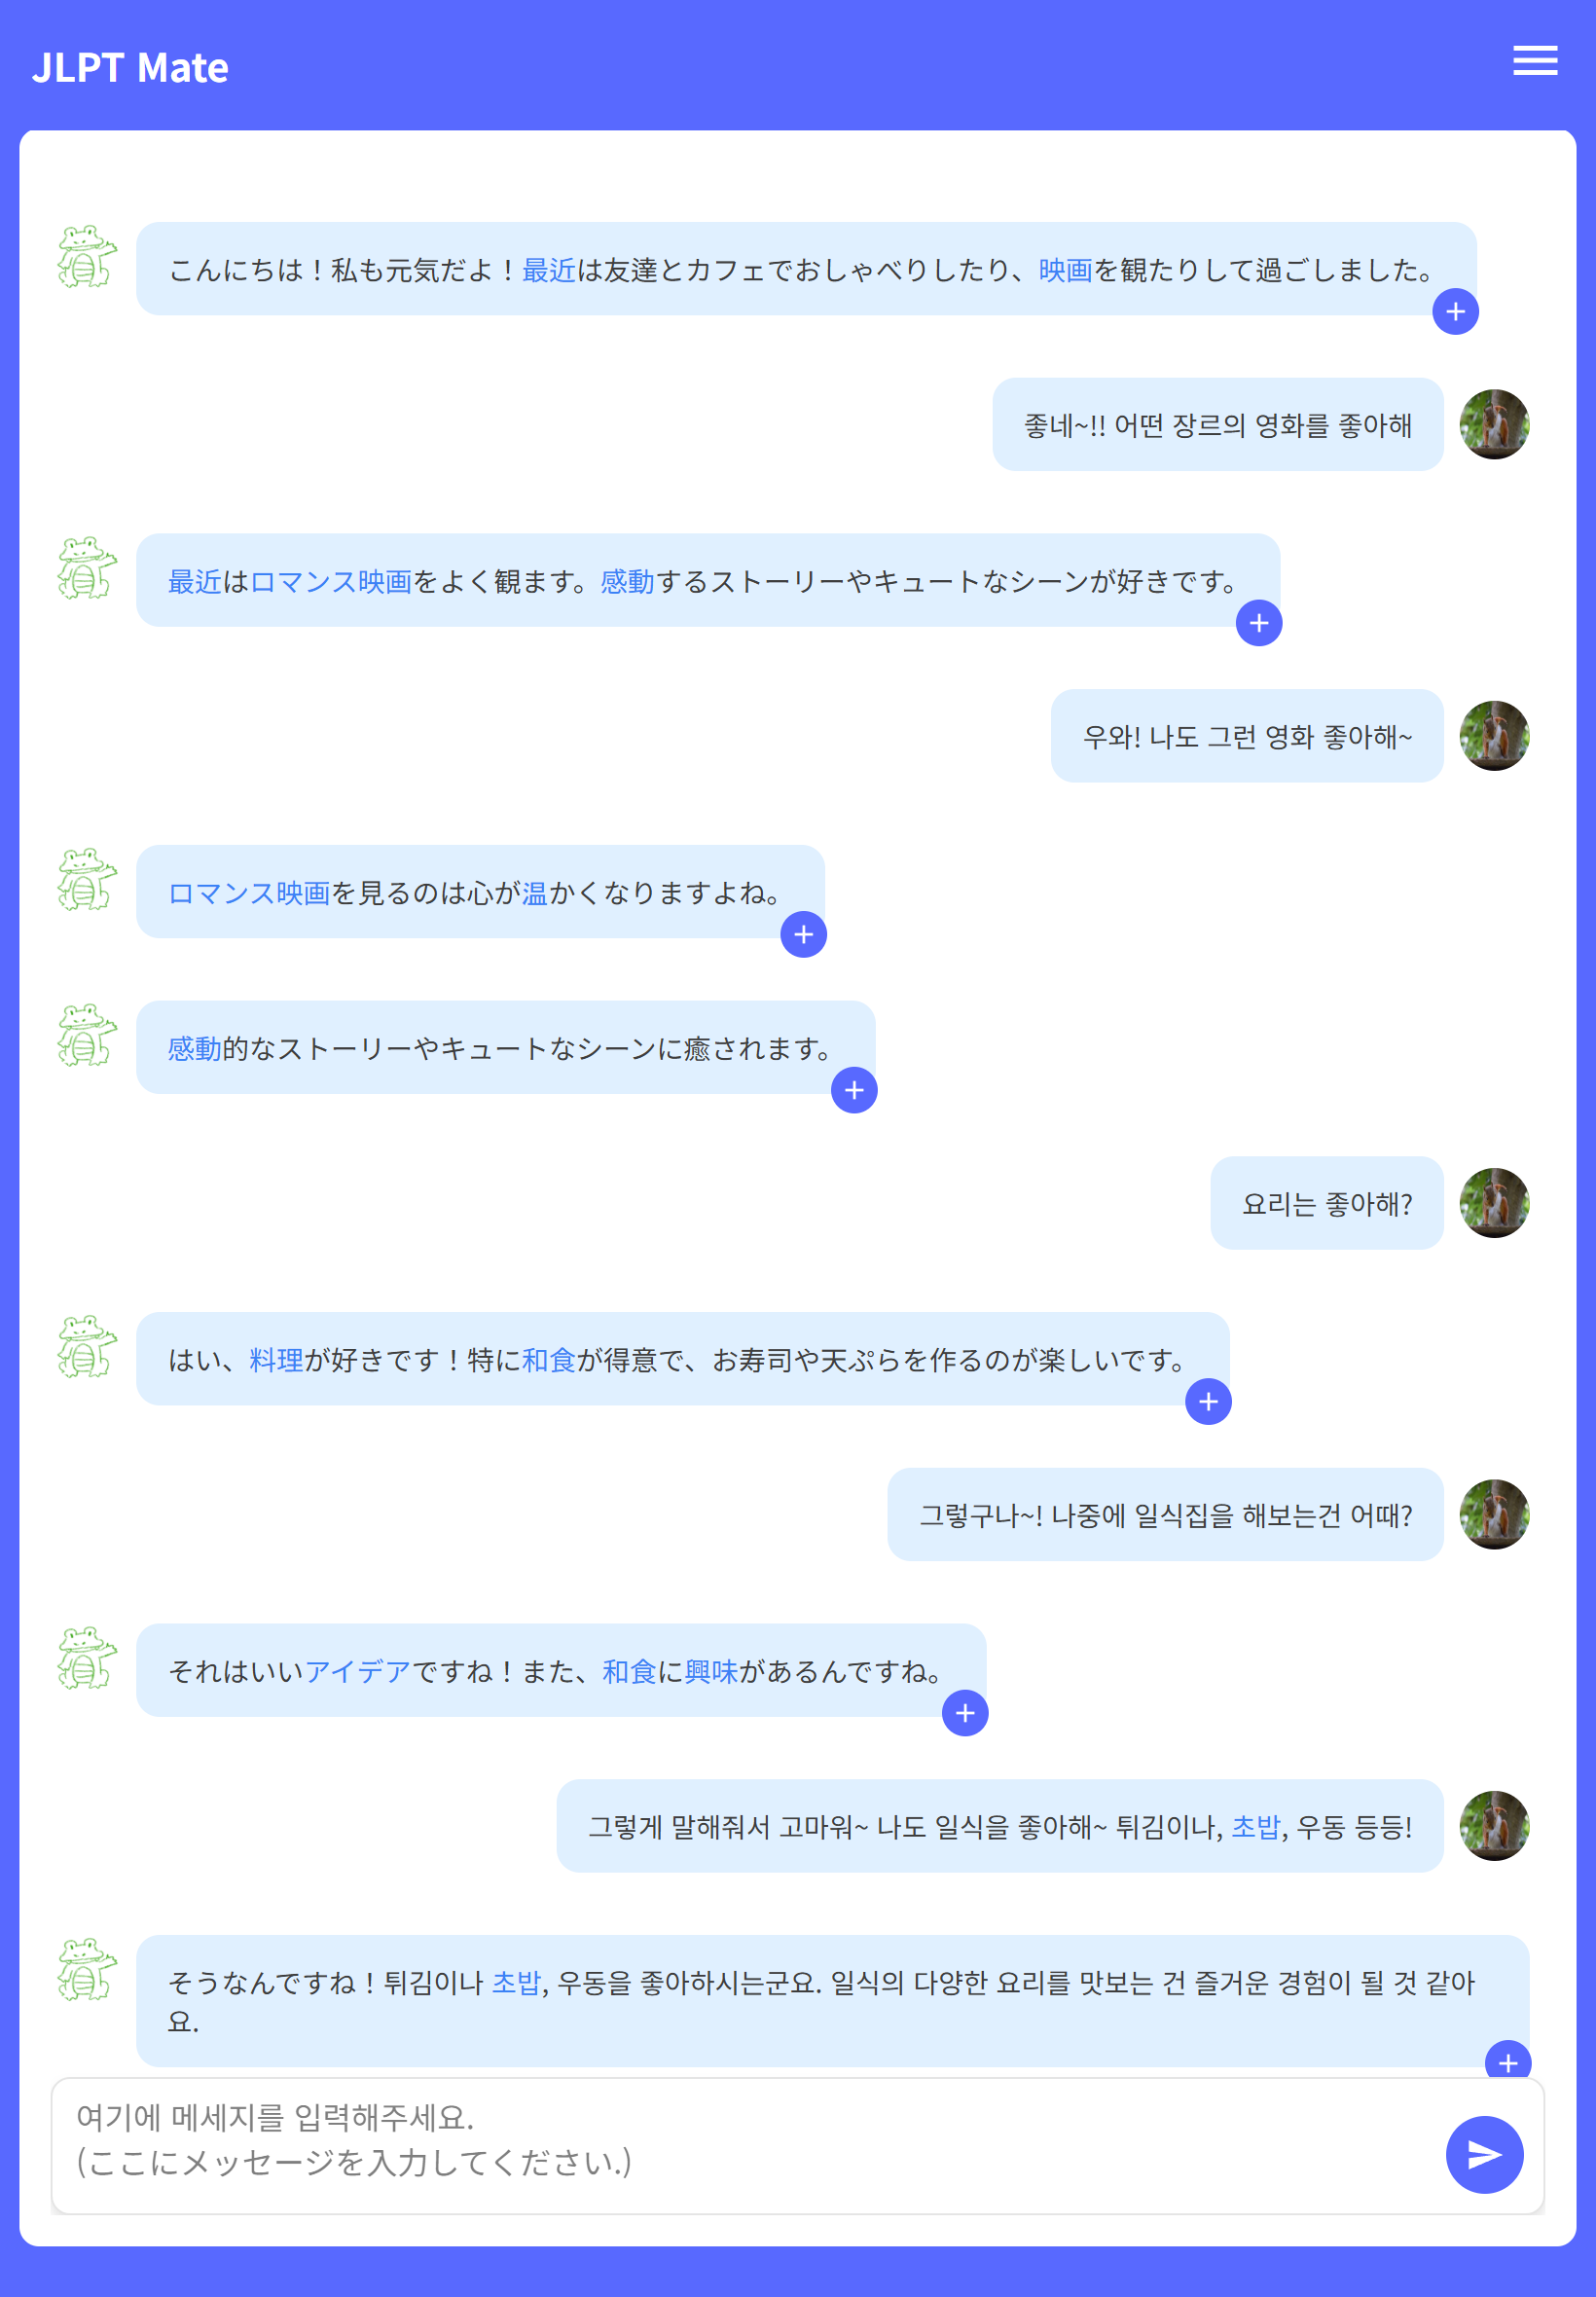 JLPT Mate
こんにちは！私も元気だよ！最近は友達とカフェでおしゃべりしたり、映画を観たりして過ごしました。
좋네~!! 어떤 장르의 영화를 좋아해
最近はロマンス映画をよく観ます。感動するストーリーやキュートなシーンが好きです。
우와! 나도 그런 영화 좋아해~
ロマンス映画を見るのは心が温かくなりますよね。
感動的なストーリーやキュートなシーンに癒されます。
요리는 좋아해?
はい、料理が好きです！特に和食が得意で、お寿司や天ぷらを作るのが楽しいです。
그렇구나~! 나중에 일식집을 해보는건 어때?
それはいいアイデアですね！また、和食に興味があるんですね。
그렇게 말해줘서 고마워~ 나도 일식을 좋아해~ 튀김이나, 초밥, 우동 등등!
そうなんですね！튀김이나 초밥, 우동을 좋아하시는군요. 일식의 다양한 요리를 맛보는 건 즐거운 경험이 될 것 같아
요.
여기에 메세지를 입력해주세요.
(ここにメッセージを入力してください.)